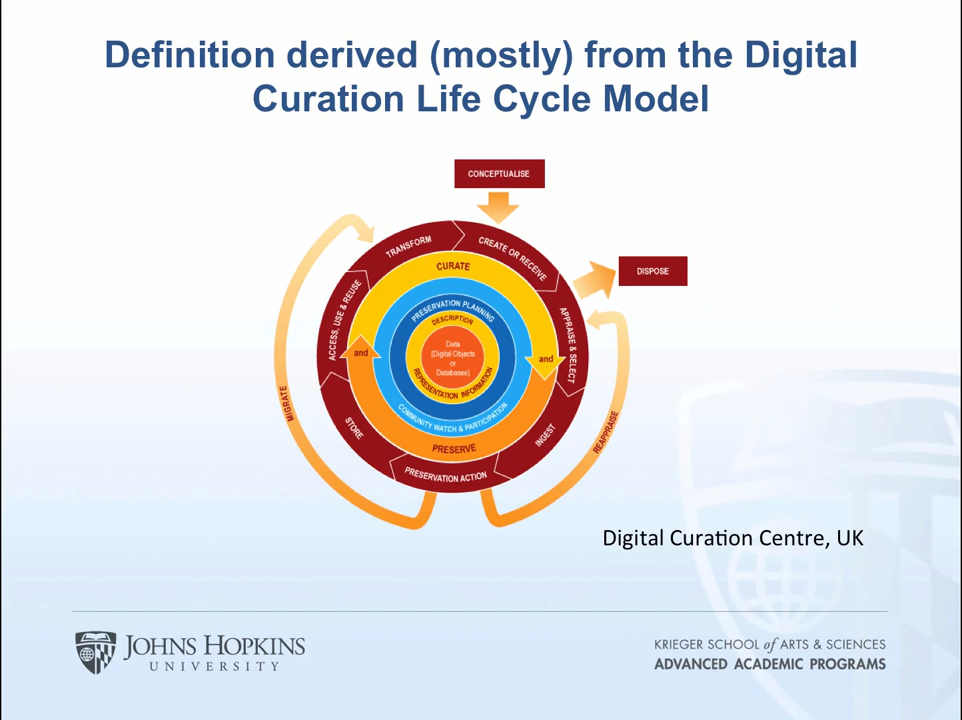 Definition derived (mostly) from the Digital
Curation Life Cycle Model
CONCEPTUALISE
TRANSFORM
CREATE OR RECEIVE
DISPOSE
CURATE
ACCESS, USE & REUSE
PRESERVATION PLANNING
APPRAISE & SELECT
DESCRIPTION
Data
(Digital Objects
or
Databases)
and
and
REPRESENTATION INFORMATION
MIGRATE
STORE
COMMUNITY WATCH & PARTICIPATION
INGEST
REAPPRAISE
PRESERVE
PRESERVATION ACTION
Digital Curation Centre, UK
JOHNS HOPKINS
UNIVERSITY
KRIEGER SCHOOL of ARTS & SCIENCES
ADVANCED ACADEMIC PROGRAMS